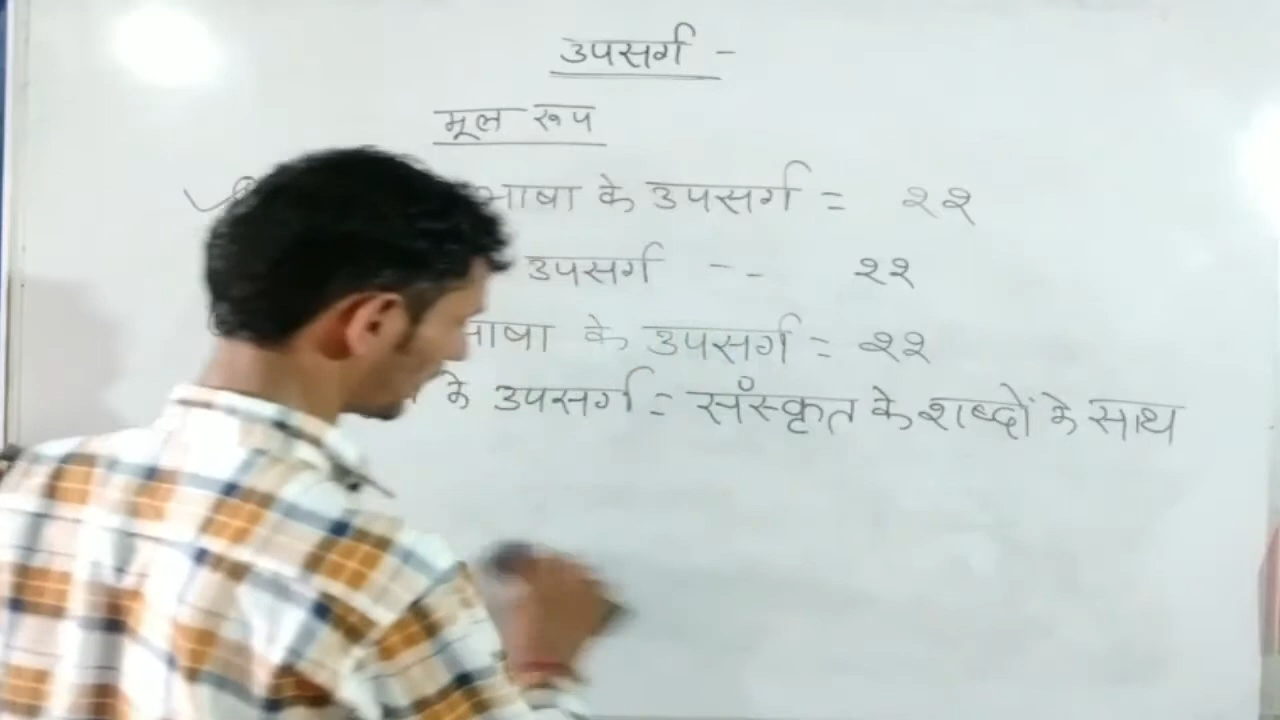 उपसर्ग -
मूल रूप
भाषा के उपसर्ग = २२
उपसर्ग -- २२
भाषा के उपसर्ग = २२
के उपसर्ग = संस्कृत के शब्दों के साथ